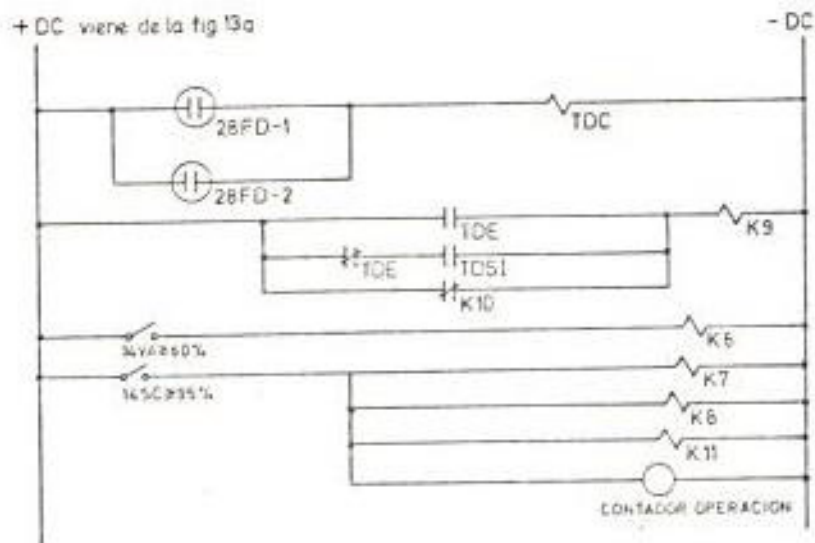 + DC viene de la fig 13a
- DC
28FD-1
TDC
28FD-2
TDE
K9
TDE
TDSI
K10
K6
K7
K8
K11
CONTADOR OPERACION